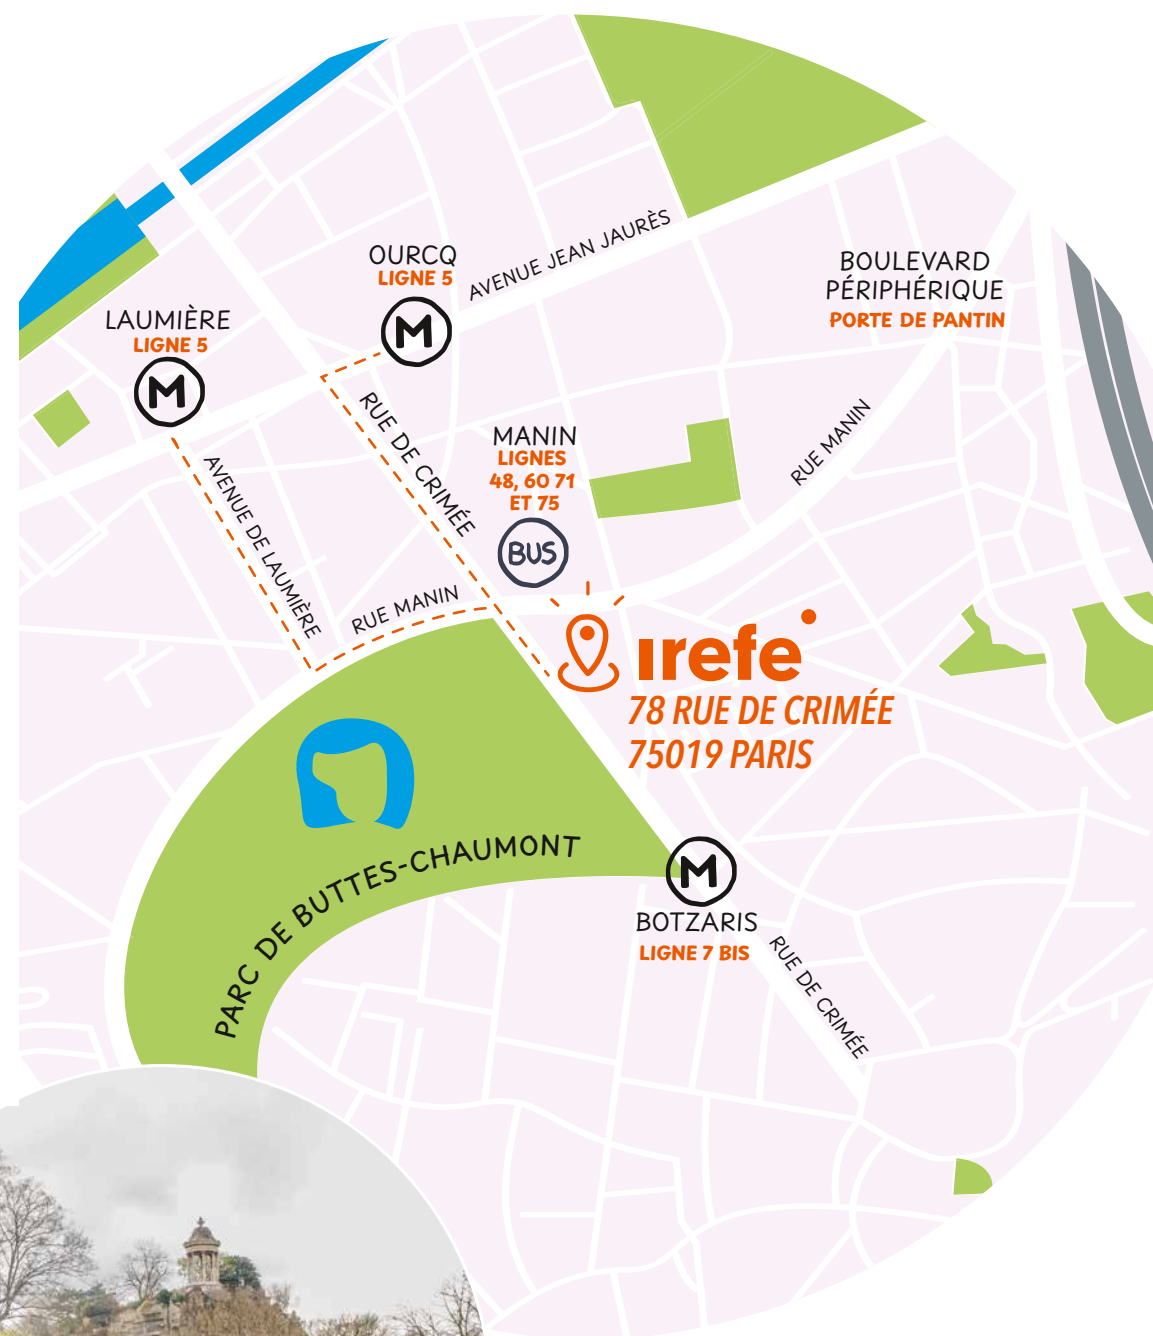 OURCQ
LIGNE 5
M
AVENUE JEAN JAURÈS
BOULEVARD
PÉRIPHÉRIQUE
PORTE DE PANTIN
LAUMIÈRE
LIGNE 5
M
RUE DE CRIMÉE
MANIN
LIGNES
48, 60 71
ET 75
BUS
RUE MANIN
AVENUE DE LAUMIÈRE
RUE MANIN
irefe
78 RUE DE CRIMÉE
75019 PARIS
PARC DE BUTTES-CHAUMONT
M
BOTZARIS
LIGNE 7 BIS
RUE DE CRIMÉE